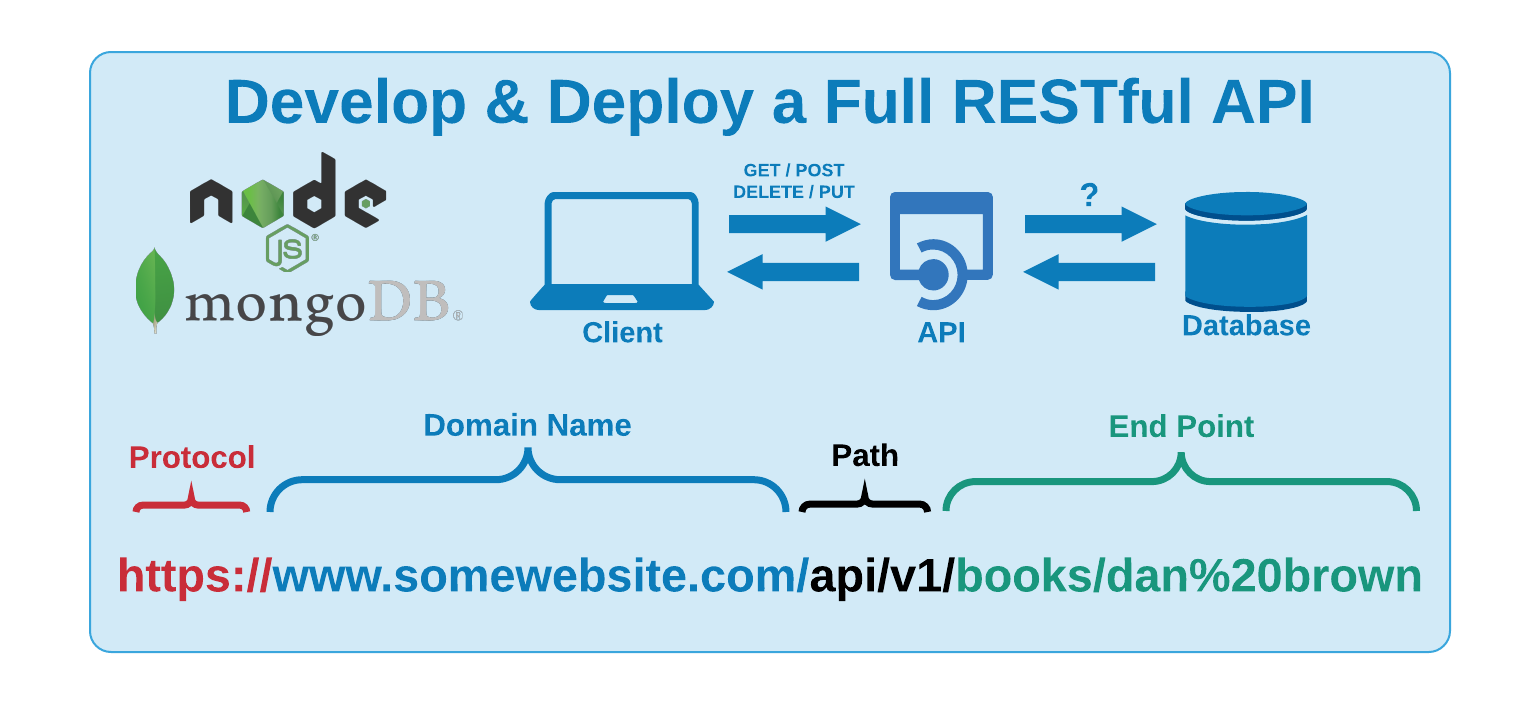 Develop & Deploy a Full RESTful API
node
JS®
mongoDB®
GET / POST
DELETE / PUT
?
Client
API
Database
Protocol
Domain Name
Path
End Point
https://www.somewebsite.com/api/v1/books/dan%20brown